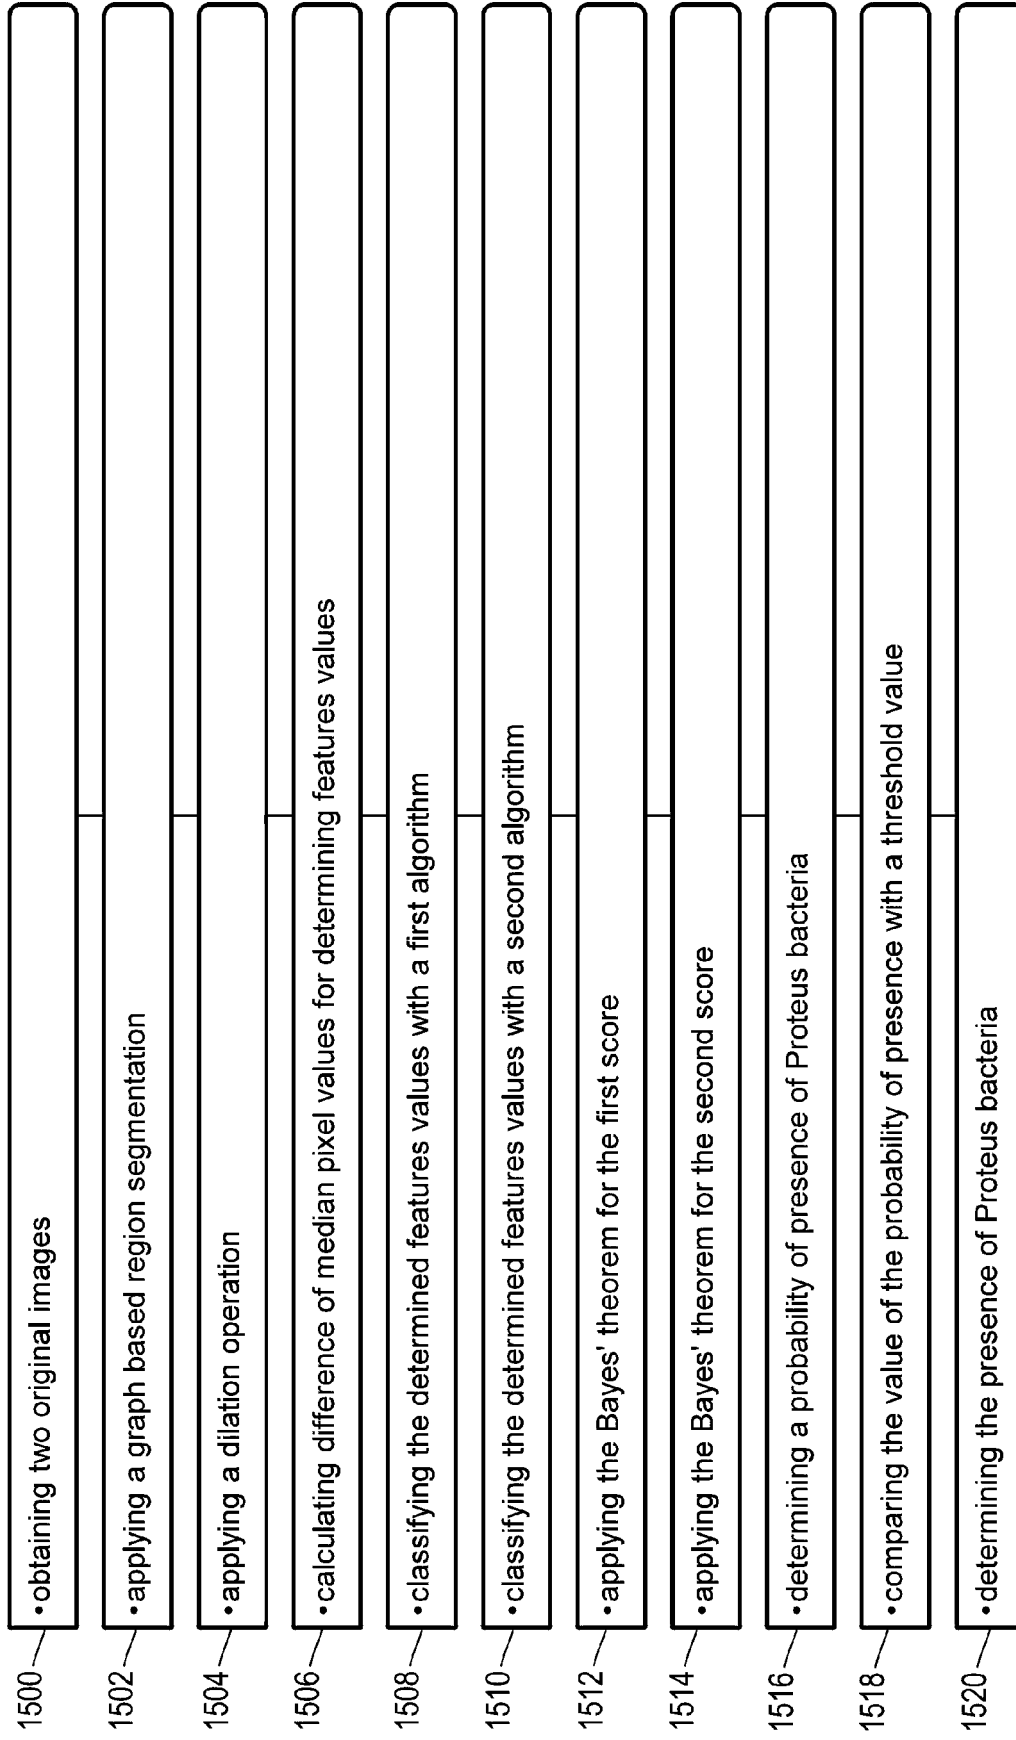 1500 •obtaining two original images
1502 •applying a graph based region segmentation
1504 •applying a dilation operation
1506 •calculating difference of median pixel values for determining features values
1508 •classifying the determined features values with a first algorithm
1510 •classifying the determined features values with a second algorithm
1512 •applying the Bayes' theorem for the first score
1514 •applying the Bayes' theorem for the second score
1516 •determining a probability of presence of Proteus bacteria
1518 •comparing the value of the probability of presence with a threshold value
1520 •determining the presence of Proteus bacteria